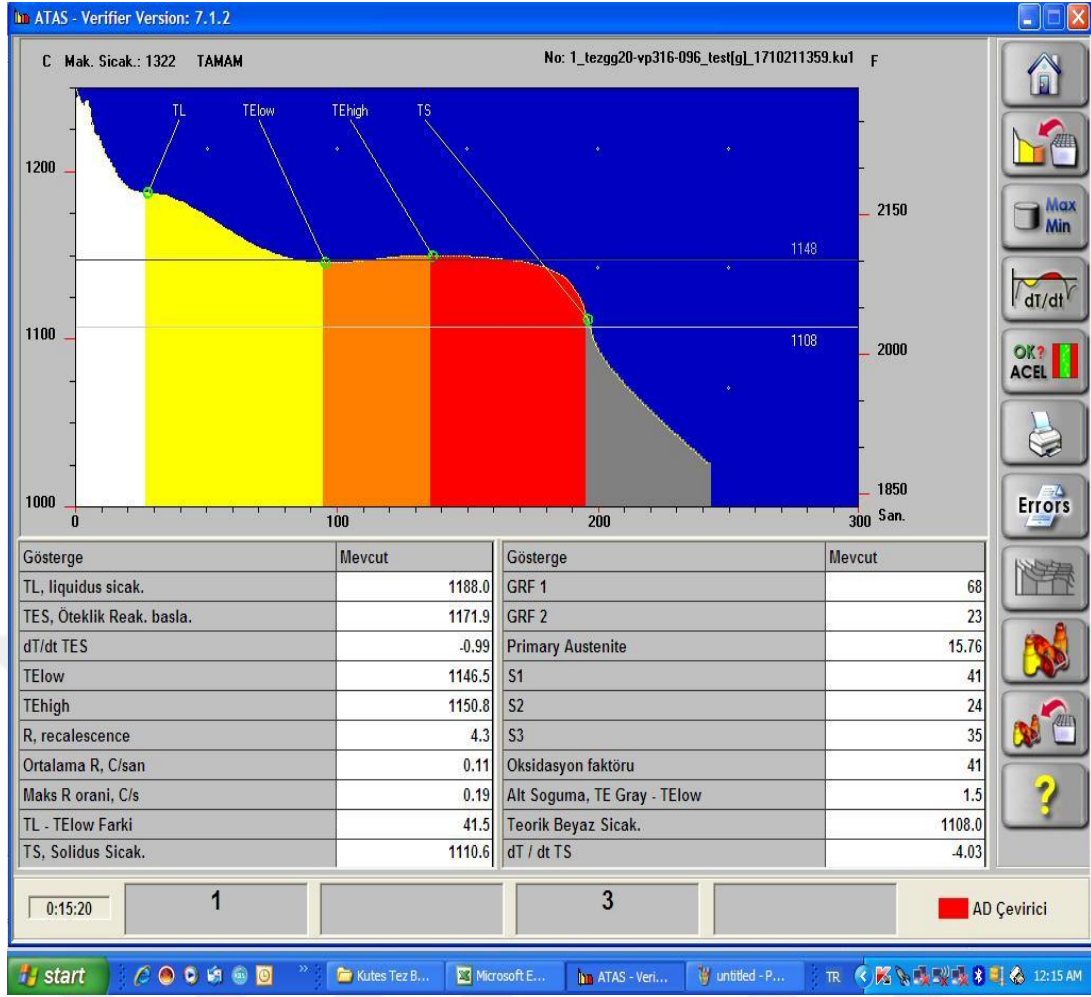 ATAS - Verifier Version: 7.1.2
C Mak. Sicak.: 1322 TAMAM No: 1_tezgg20-vp316-096_test[g]_1710211359.ku1 F
TL TElow TEhigh TS
1200
2150
1148
1100
1108
2000
1000
1850
0 100 200 300 San.
Max
Min
dT/dt
OK?
ACEL
Errors
?
Gösterge Mevcut Gösterge Mevcut
TL, liquidus sicak. 1188.0 GRF 1 68
TES, Öteklik Reak. basla. 1171.9 GRF 2 23
dT/dt TES -0.99 Primary Austenite 15.76
TElow 1146.5 S1 41
TEhigh 1150.8 S2 24
R, recalescence 4.3 S3 35
Ortalama R, C/san 0.11 Oksidasyon faktöru 41
Maks R orani, C/s 0.19 Alt Soguma, TE Gray - TElow 1.5
TL - TElow Farki 41.5 Teorik Beyaz Sicak. 1108.0
TS, Solidus Sicak. 1110.6 dT / dt TS -4.03
0:15:20 1 3 AD Çevirici
start » Kutes Tez B... Microsoft E... ATAS - Veri... untitled - P... TR 12:15 AM